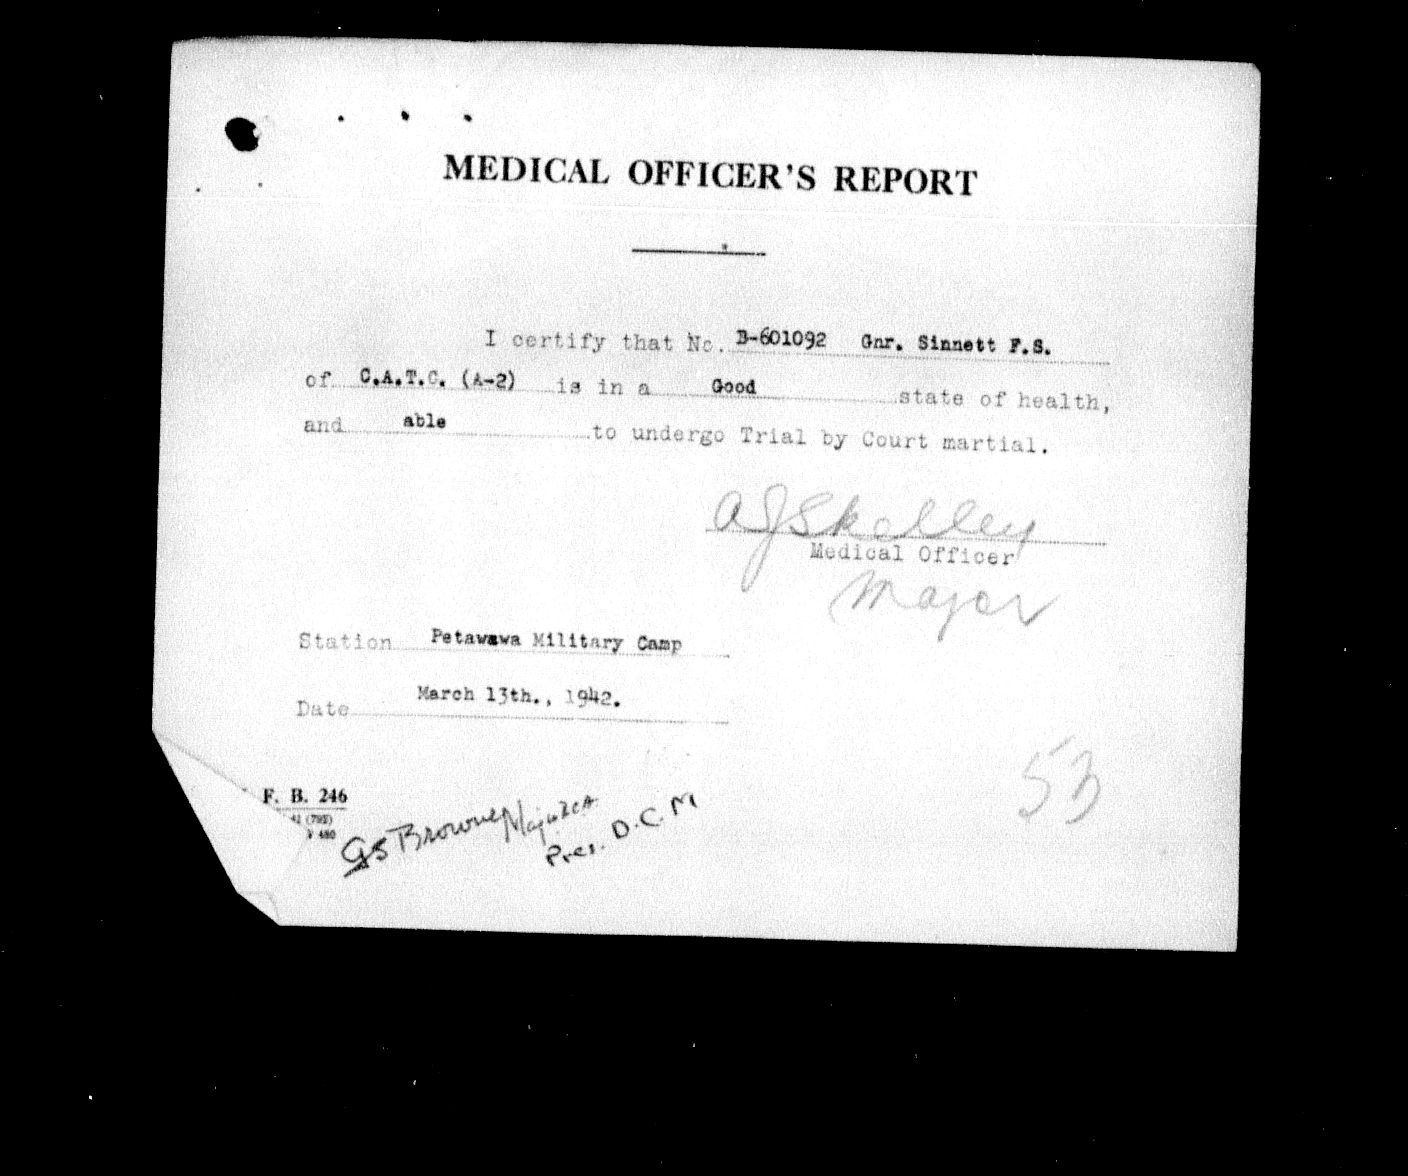 MEDICAL OFFICER'S REPORT
I certify that No. B-601092 Gnr. Sinnett F.S.
of C.A.T.C. (A-2) is in a Good state of health,
and able to undergo Trial by Court martial.
AJSkelley
Medical Officer
Major
Station Petawawa Military Camp
Date March 13th., 1942.
53
F. B. 246
GS Browne Major RCA
Pres. D.C.M